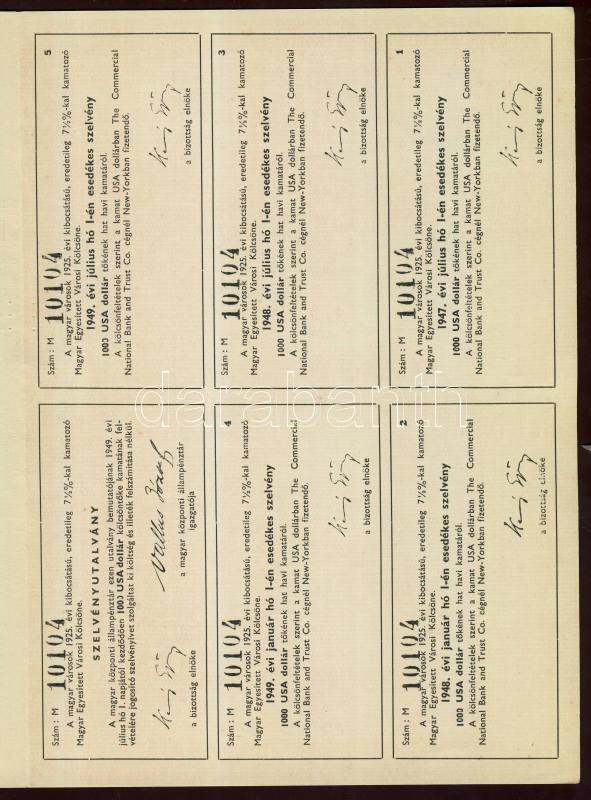 Szám : M 10104
A magyar városok 1925. évi kibocsátású, eredetileg 7½%-kal kamatozó
Magyar Egyesített Városi Kölcsöne.
SZELVÉNYUTALVÁNY
A magyar központi állampénztár ezen utalvány bemutatójának 1949. évi
július hó 1. napjától kezdődően 1000 USA dollár kölcsöntőke kamatának fel-
vételére jogosító szelvényívet szolgáltat ki költség és illeték felszámítása nélkül.
a bizottság elnöke
a magyar központi állampénztár
igazgatója
5
Szám : M 10104
A magyar városok 1925. évi kibocsátású, eredetileg 7½%-kal kamatozó
Magyar Egyesített Városi Kölcsöne.
1949. évi július hó 1-én esedékes szelvény
1000 USA dollár tőkének hat havi kamatáról.
A kölcsönfeltételek szerint a kamat USA dollárban The Commercial
National Bank and Trust Co. cégnél New-Yorkban fizetendő.
a bizottság elnöke
4
Szám : M 10104
A magyar városok 1925. évi kibocsátású, eredetileg 7½%-kal kamatozó
Magyar Egyesített Városi Kölcsöne.
1949. évi január hó 1-én esedékes szelvény
1000 USA dollár tőkének hat havi kamatáról.
A kölcsönfeltételek szerint a kamat USA dollárban The Commercial
National Bank and Trust Co. cégnél New-Yorkban fizetendő.
a bizottság elnöke
3
Szám : M 10104
A magyar városok 1925. évi kibocsátású, eredetileg 7½%-kal kamatozó
Magyar Egyesített Városi Kölcsöne.
1948. évi július hó 1-én esedékes szelvény
1000 USA dollár tőkének hat havi kamatáról.
A kölcsönfeltételek szerint a kamat USA dollárban The Commercial
National Bank and Trust Co. cégnél New-Yorkban fizetendő.
a bizottság elnöke
2
Szám : M 10104
A magyar városok 1925. évi kibocsátású, eredetileg 7½%-kal kamatozó
Magyar Egyesített Városi Kölcsöne.
1948. évi január hó 1-én esedékes szelvény
1000 USA dollár tőkének hat havi kamatáról.
A kölcsönfeltételek szerint a kamat USA dollárban The Commercial
National Bank and Trust Co. cégnél New-Yorkban fizetendő.
a bizottság elnöke
1
Szám : M 10104
A magyar városok 1925. évi kibocsátású, eredetileg 7½%-kal kamatozó
Magyar Egyesített Városi Kölcsöne.
1947. évi július hó 1-én esedékes szelvény
1000 USA dollár tőkének hat havi kamatáról.
A kölcsönfeltételek szerint a kamat USA dollárban The Commercial
National Bank and Trust Co. cégnél New-Yorkban fizetendő.
a bizottság elnöke
darabanth